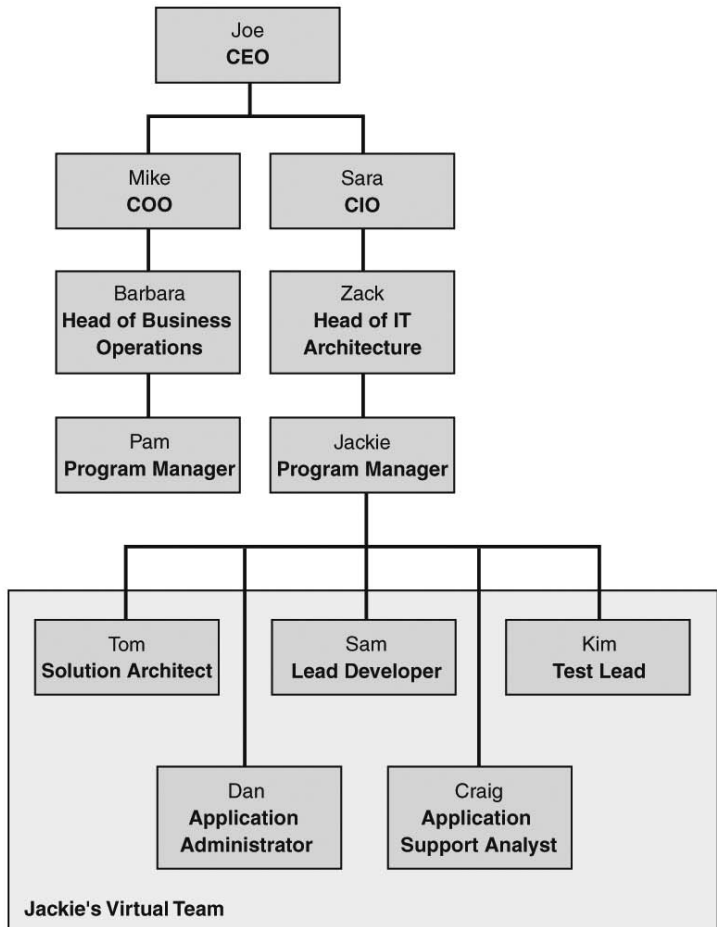 Joe
CEO
Mike
COO
Sara
CIO
Barbara
Head of Business
Operations
Zack
Head of IT
Architecture
Pam
Program Manager
Jackie
Program Manager
Tom
Solution Architect
Sam
Lead Developer
Kim
Test Lead
Dan
Application
Administrator
Craig
Application
Support Analyst
Jackie's Virtual Team